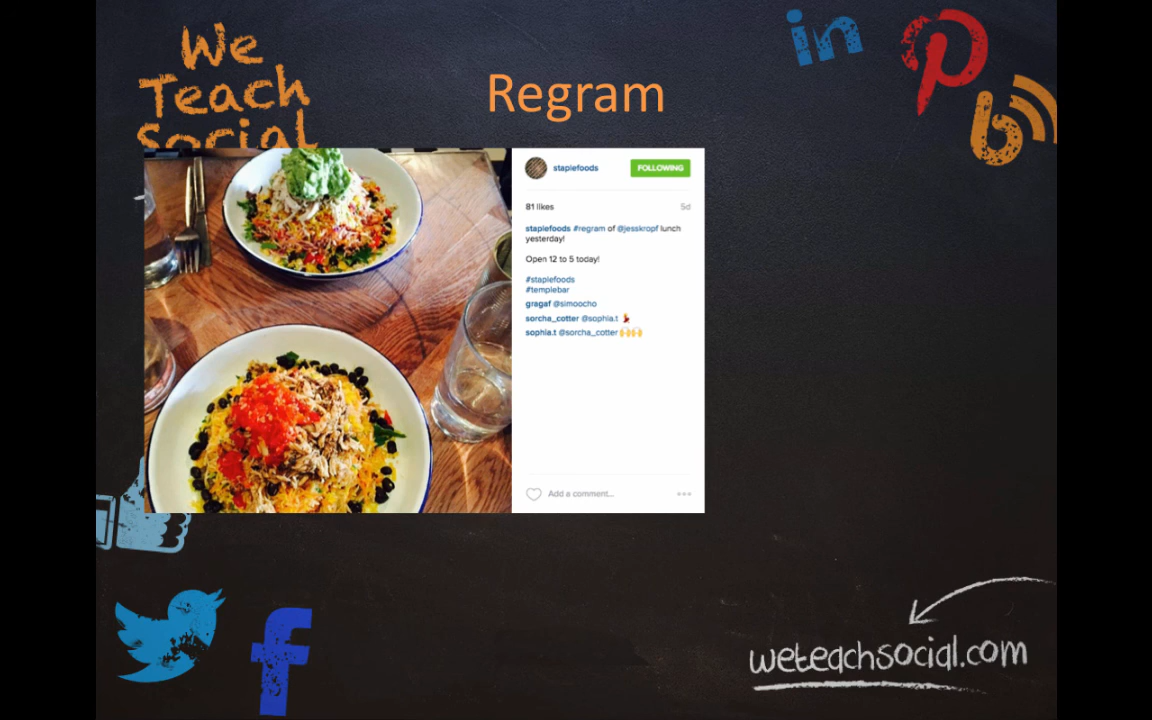 We
Teach
Social
Regram
in
staplefoods
FOLLOWING
81 likes
5d
staplefoods #regram of @jesskropf lunch
yesterday!
Open 12 to 5 today!
#staplefoods
#templebar
gragaf @simoocho
sorcha_cotter @sophia.t 💃
sophia.t @sorcha_cotter 🙌🙌
Add a comment...
weteachsocial.com